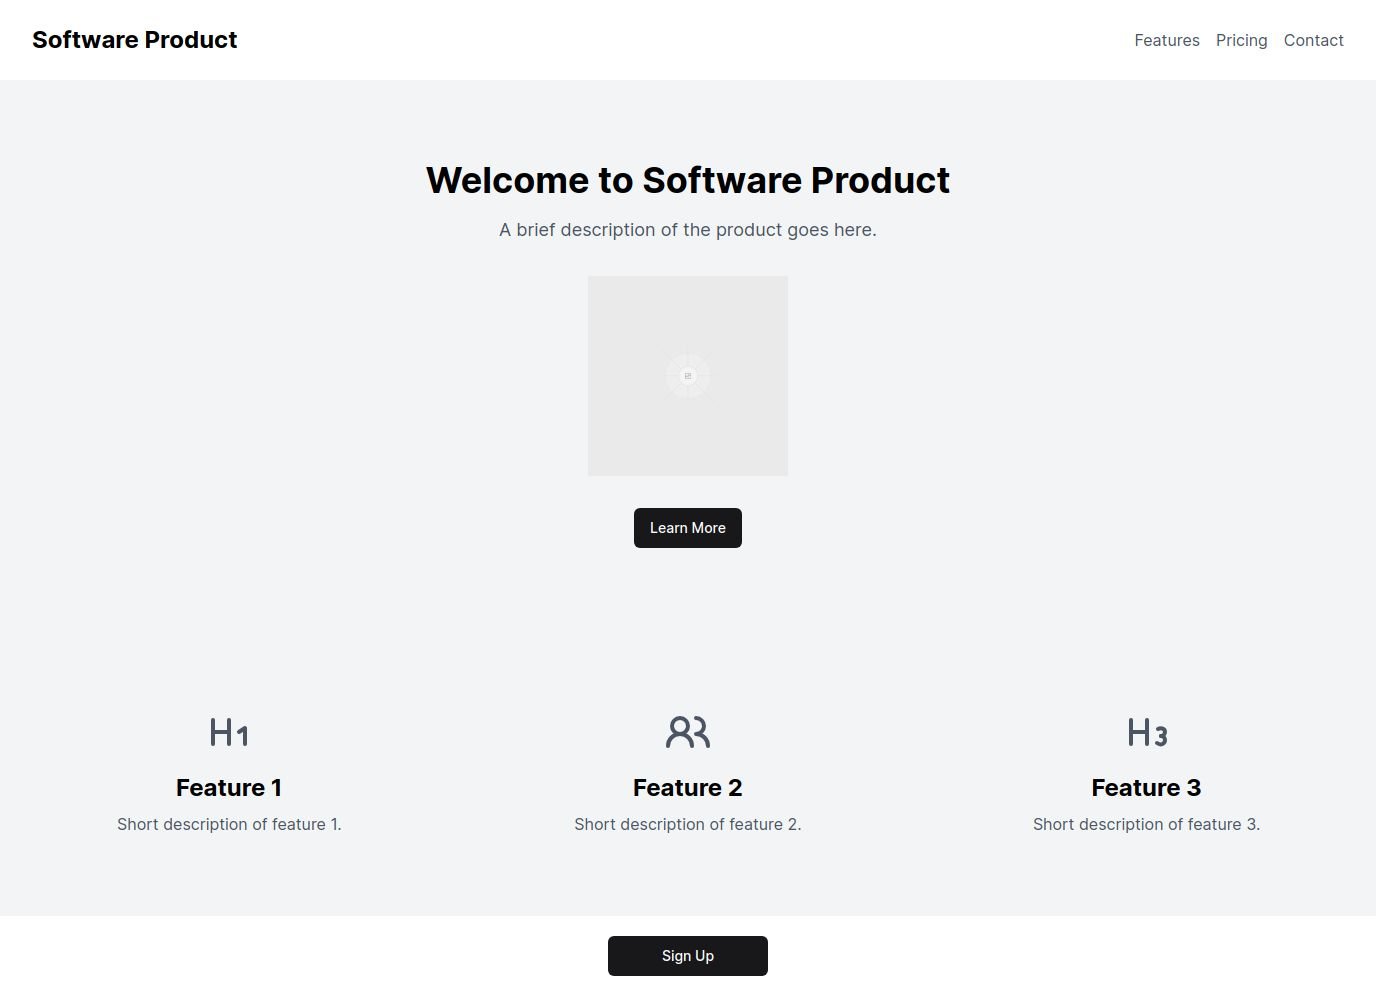 Software Product
Features Pricing Contact
Welcome to Software Product
A brief description of the product goes here.
Learn More
H1
H3
Feature 1
Feature 2
Feature 3
Short description of feature 1.
Short description of feature 2.
Short description of feature 3.
Sign Up